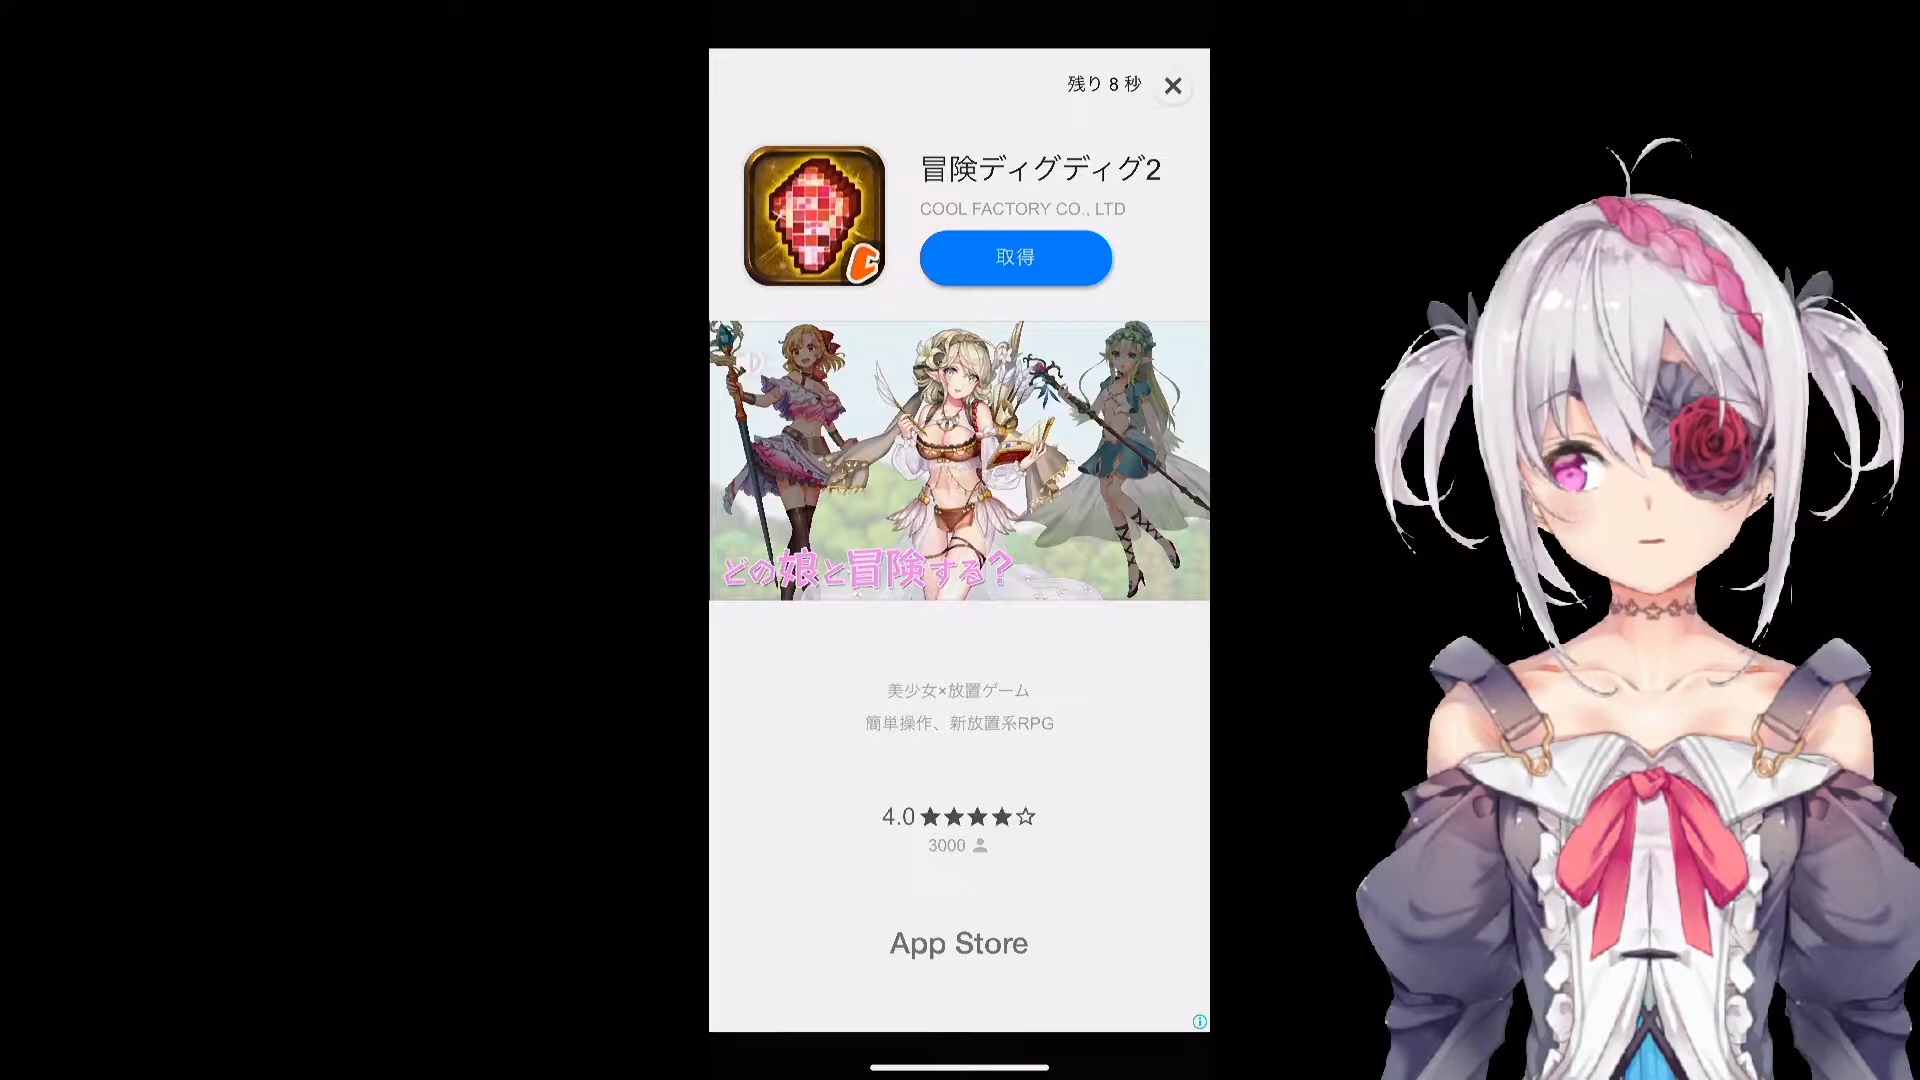 残り 8 秒
冒険ディグディグ2
COOL FACTORY CO., LTD
取得
どの娘と冒険する？
美少女×放置ゲーム
簡単操作、新放置系RPG
4.0★★★★☆
3000
App Store